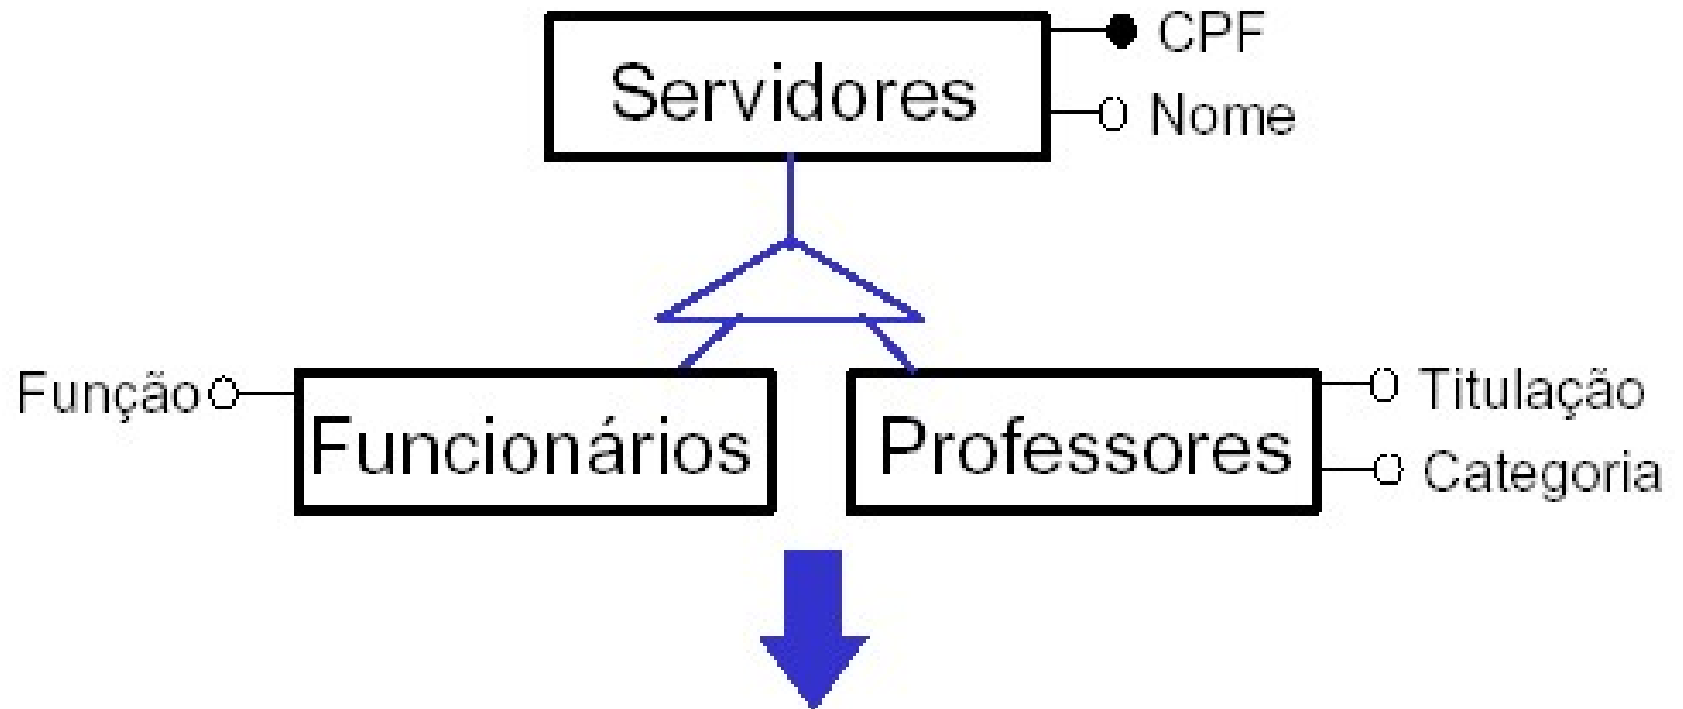 Servidores
CPF
Nome
Função
Funcionários
Professores
Titulação
Categoria